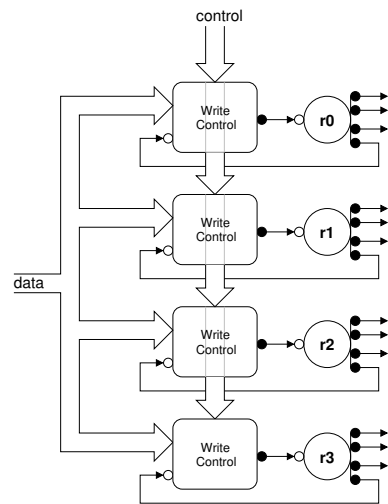 control
Write
Control
r0
Write
Control
r1
data
Write
Control
r2
Write
Control
r3